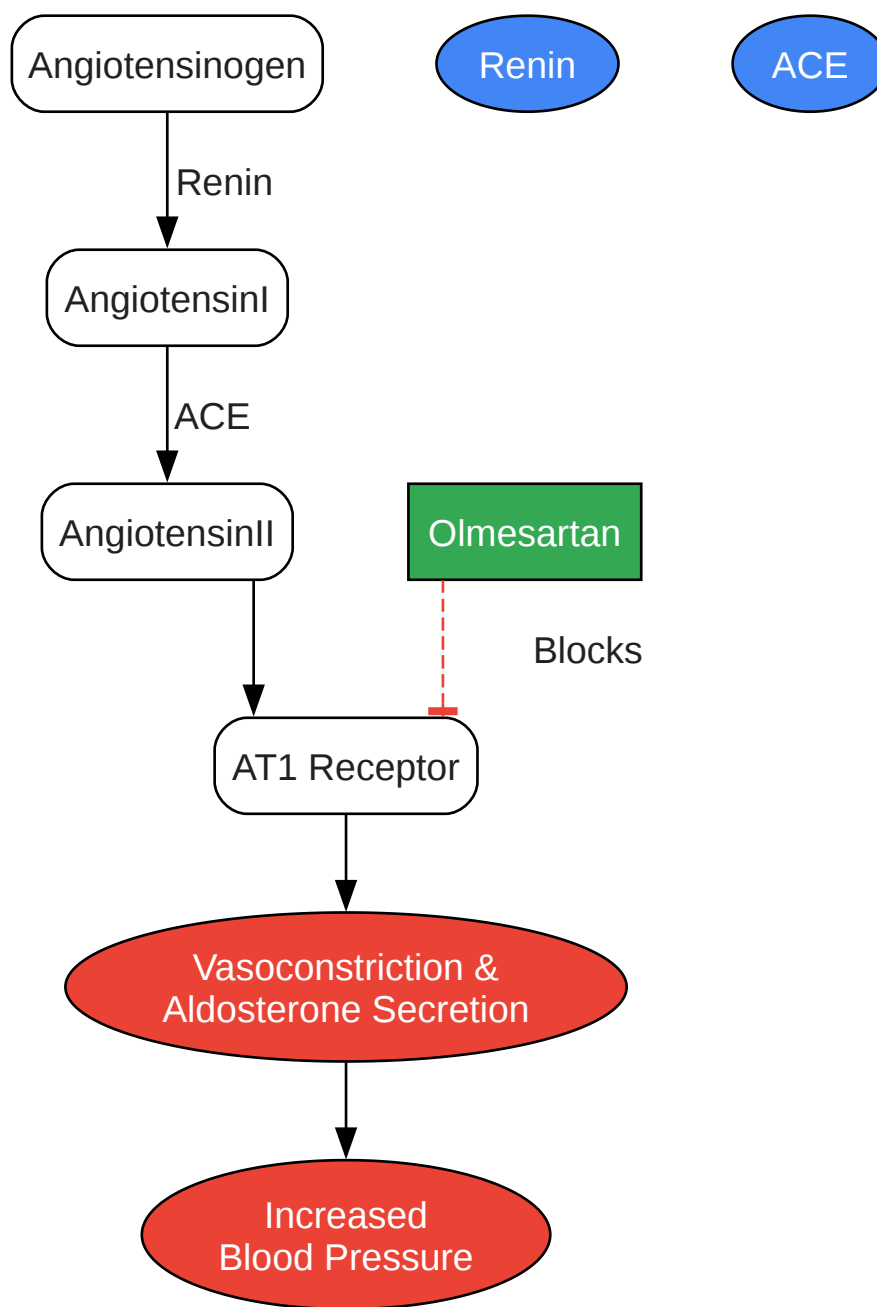 Angiotensinogen
Renin
ACE
Renin
AngiotensinI
ACE
AngiotensinII
Olmesartan
Blocks
AT1 Receptor
Vasoconstriction &
Aldosterone Secretion
Increased
Blood Pressure